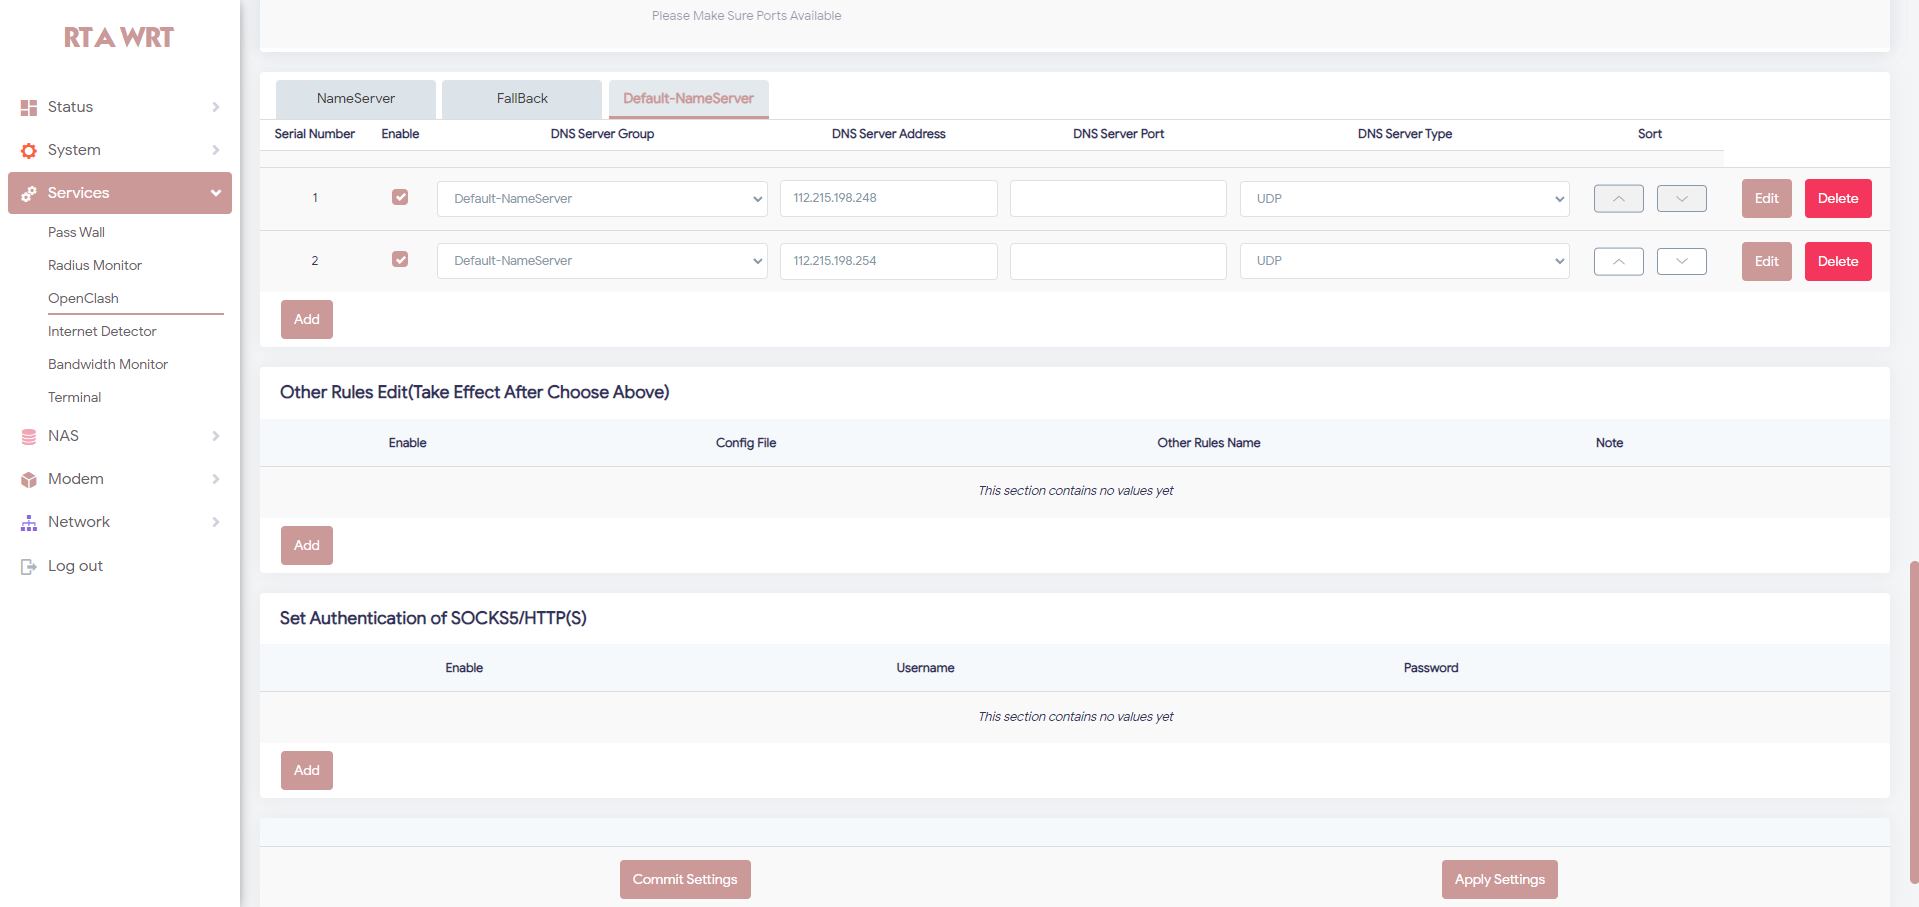 RTA WRT
Status
System
Services
Pass Wall
Radius Monitor
OpenClash
Internet Detector
Bandwidth Monitor
Terminal
NAS
Modem
Network
Log out
Please Make Sure Ports Available
NameServer FallBack Default-NameServer
Serial Number Enable DNS Server Group DNS Server Address DNS Server Port DNS Server Type Sort
1 Default-NameServer 112.215.198.248 UDP Edit Delete
2 Default-NameServer 112.215.198.254 UDP Edit Delete
Add
Other Rules Edit(Take Effect After Choose Above)
Enable Config File Other Rules Name Note
This section contains no values yet
Add
Set Authentication of SOCKS5/HTTP(S)
Enable Username Password
This section contains no values yet
Add
Commit Settings Apply Settings